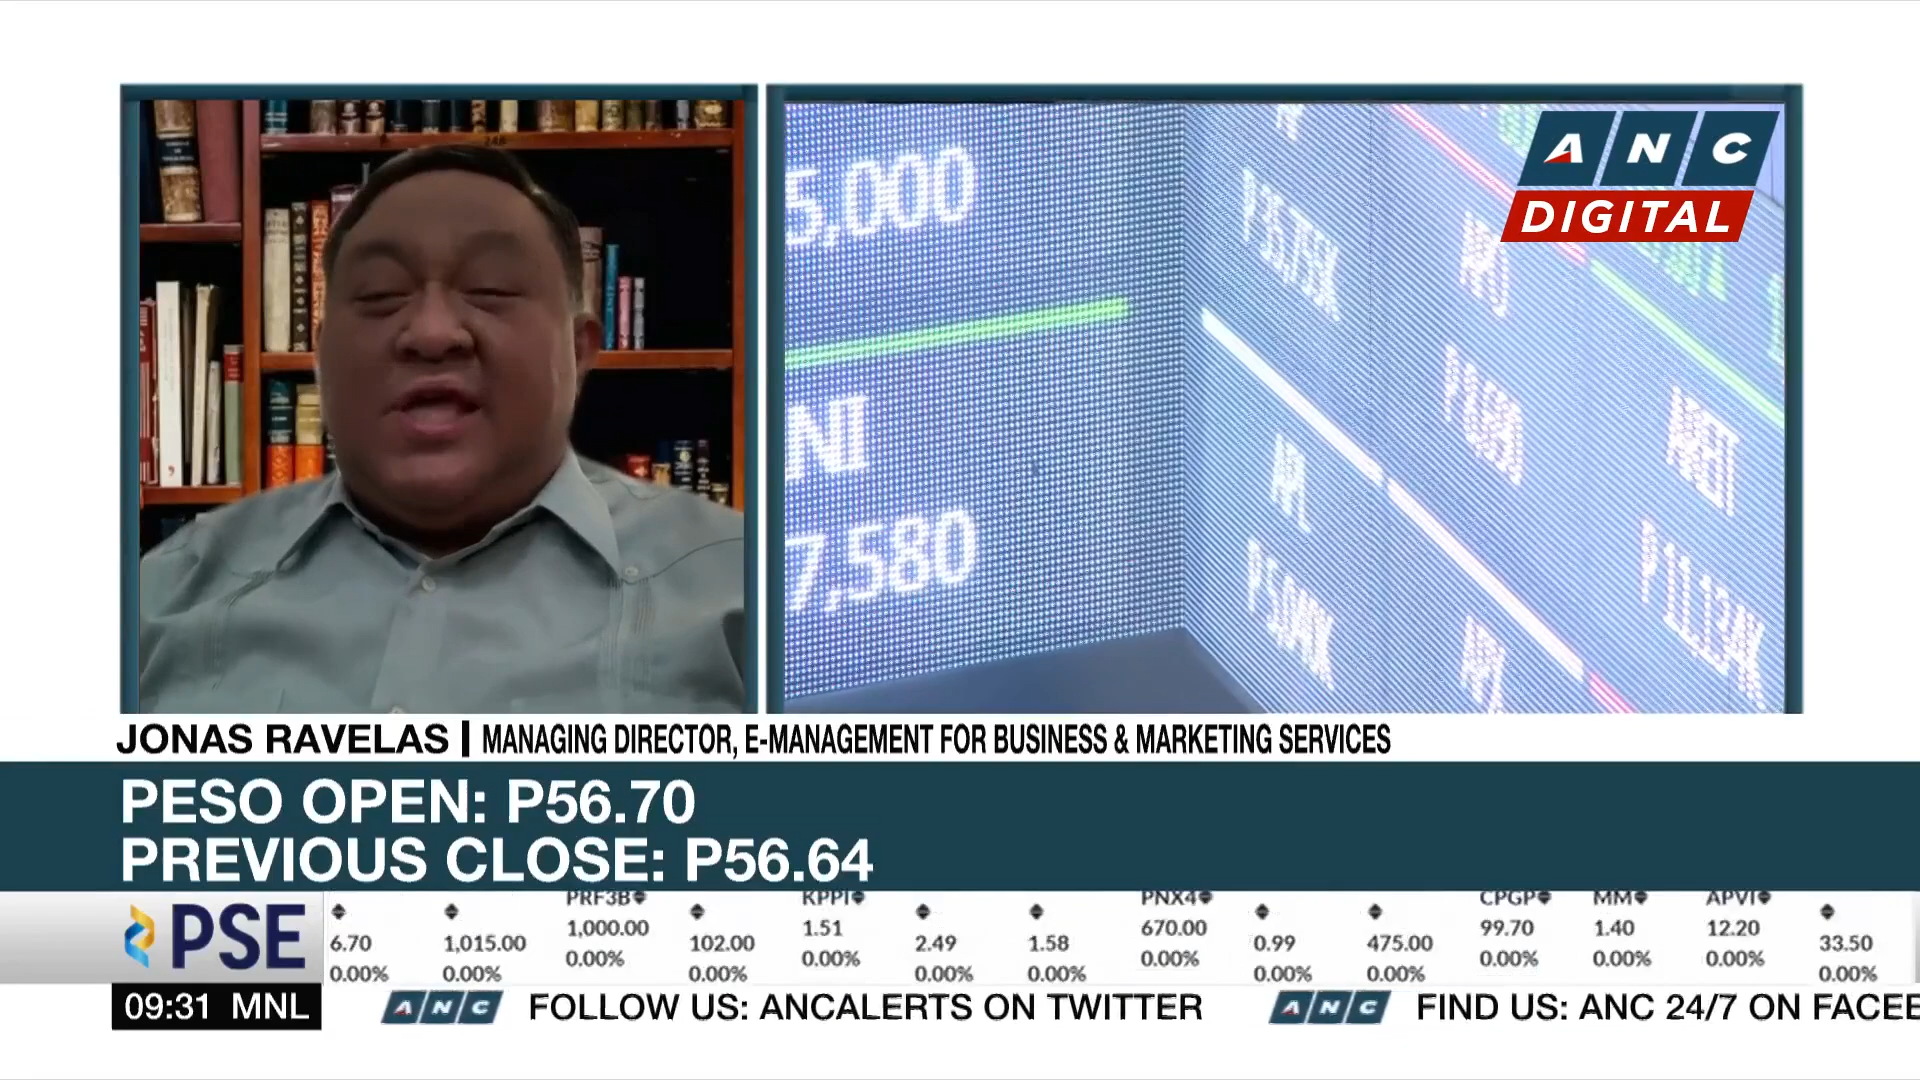 5,000
NI
7,580
ANC
DIGITAL
JONAS RAVELAS | MANAGING DIRECTOR, E-MANAGEMENT FOR BUSINESS & MARKETING SERVICES
PESO OPEN: P56.70
PREVIOUS CLOSE: P56.64
PSE
PRF3B KPPI PNX4 CPGP MM APVI
6.70 1,015.00 1,000.00 102.00 1.51 2.49 1.58 670.00 0.99 475.00 99.70 1.40 12.20 33.50
0.00% 0.00% 0.00% 0.00% 0.00% 0.00% 0.00% 0.00% 0.00% 0.00% 0.00% 0.00% 0.00% 0.00%
09:31 MNL
ANC FOLLOW US: ANCALERTS ON TWITTER ANC FIND US: ANC 24/7 ON FACEB